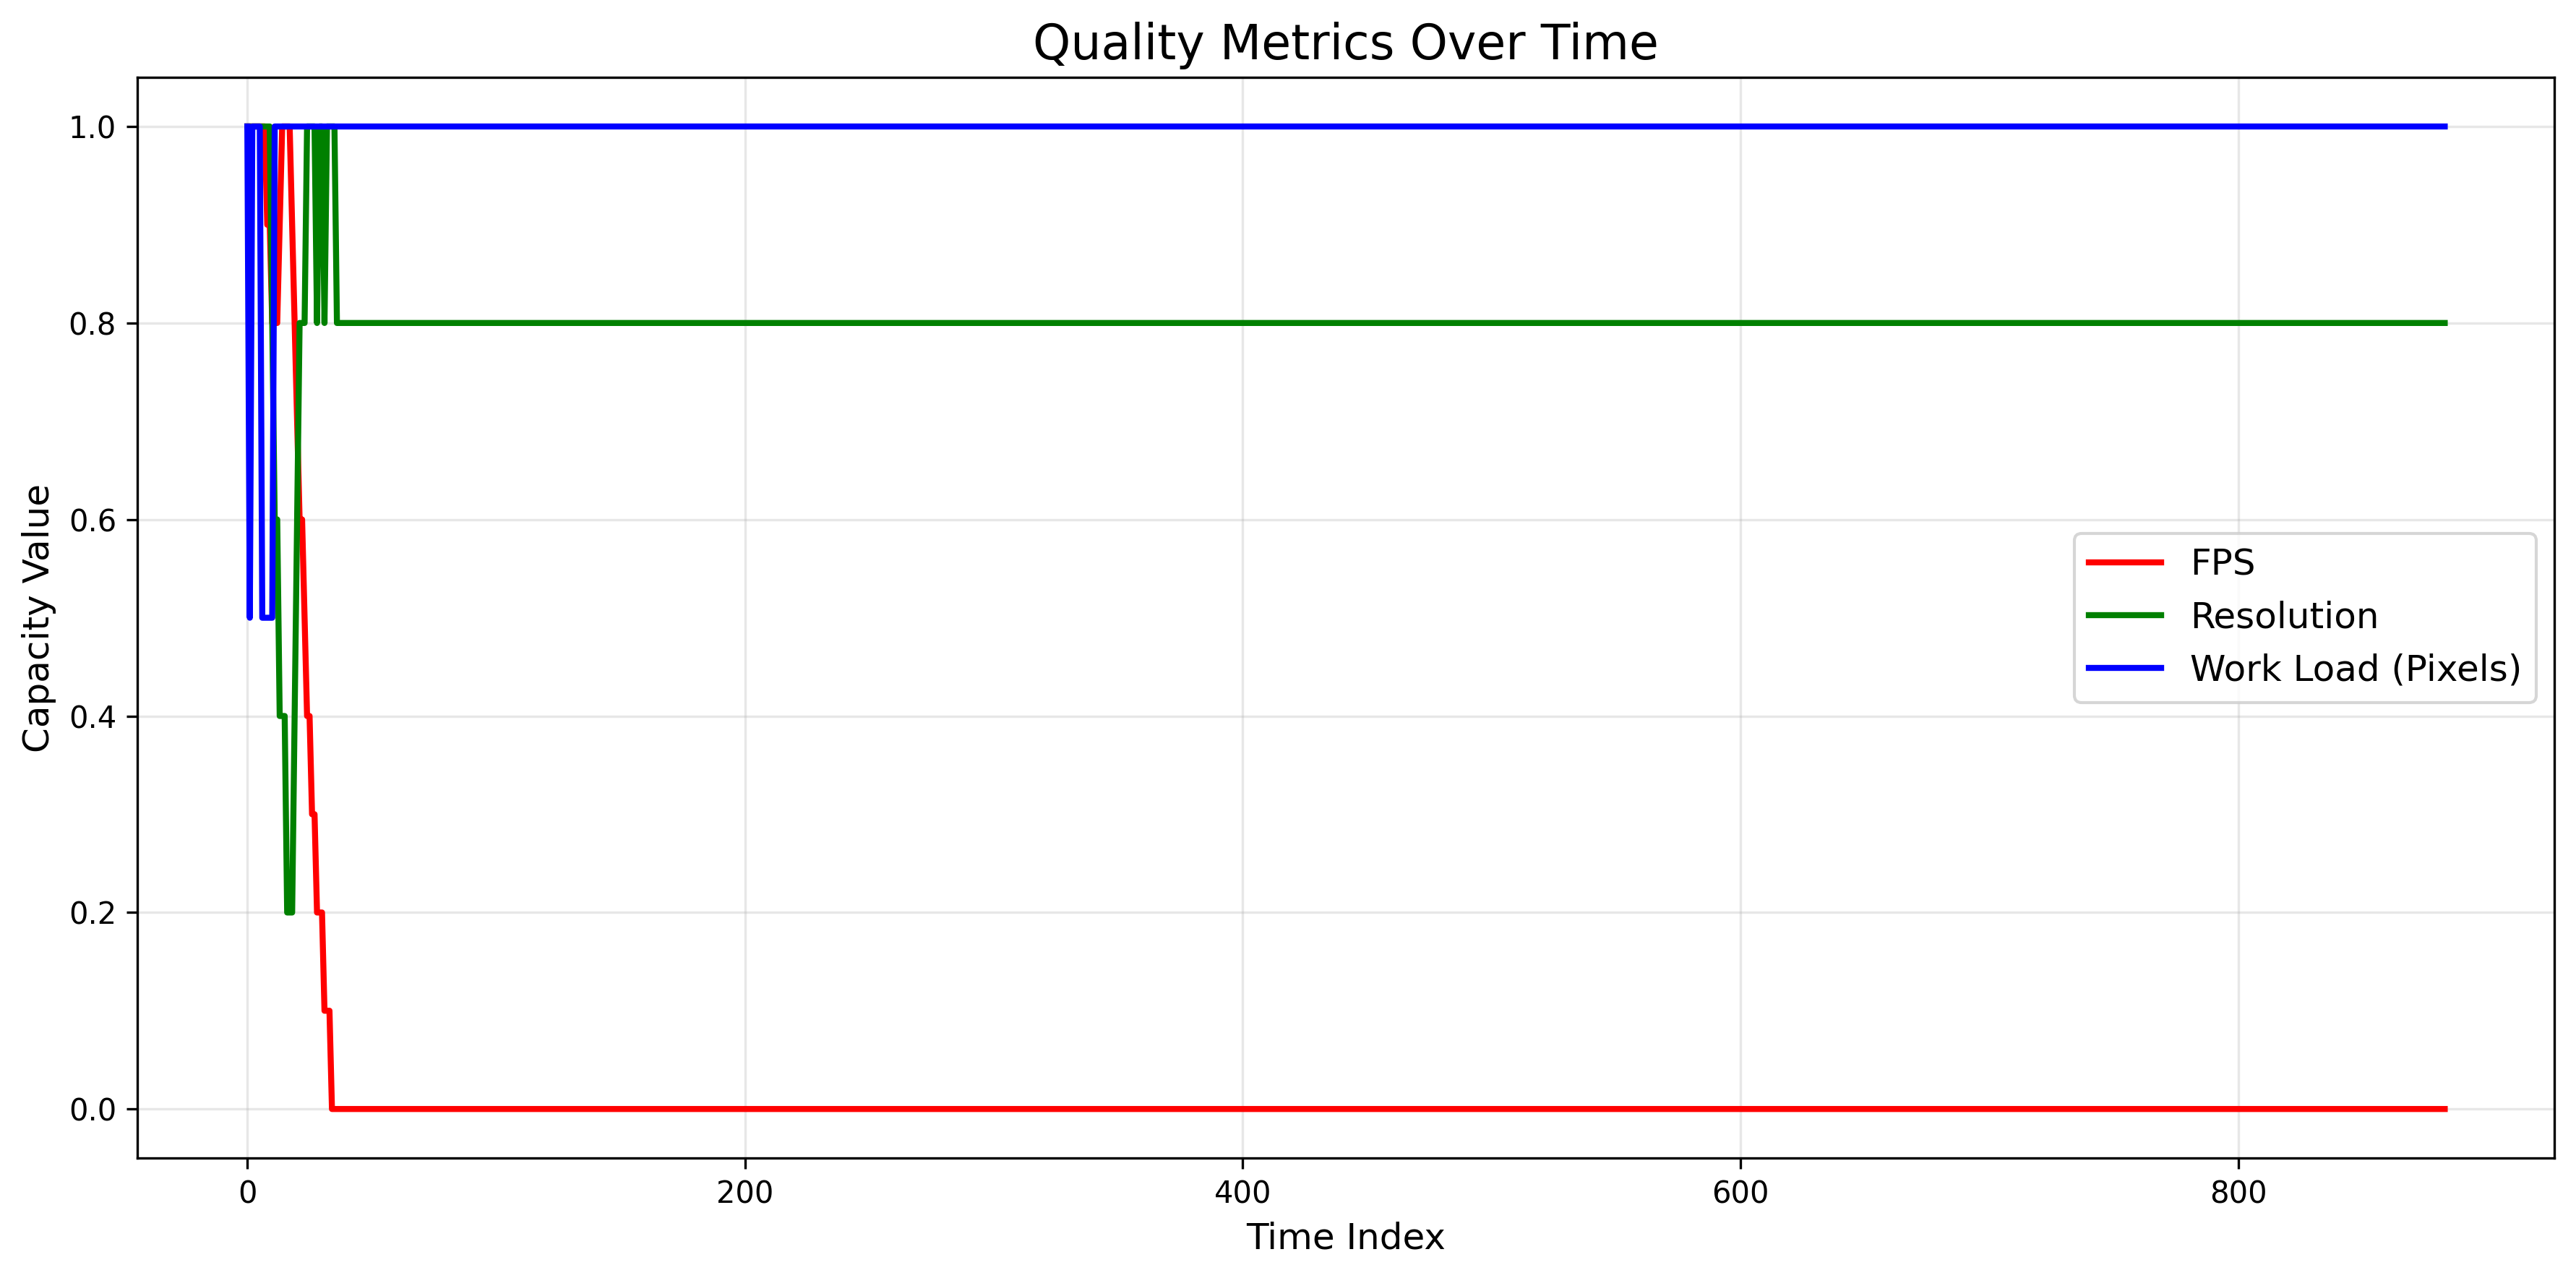 Quality Metrics Over Time
1.0
0.8
0.6
0.4
0.2
0.0
Capacity Value
FPS
Resolution
Work Load (Pixels)
0 200 400 600 800
Time Index